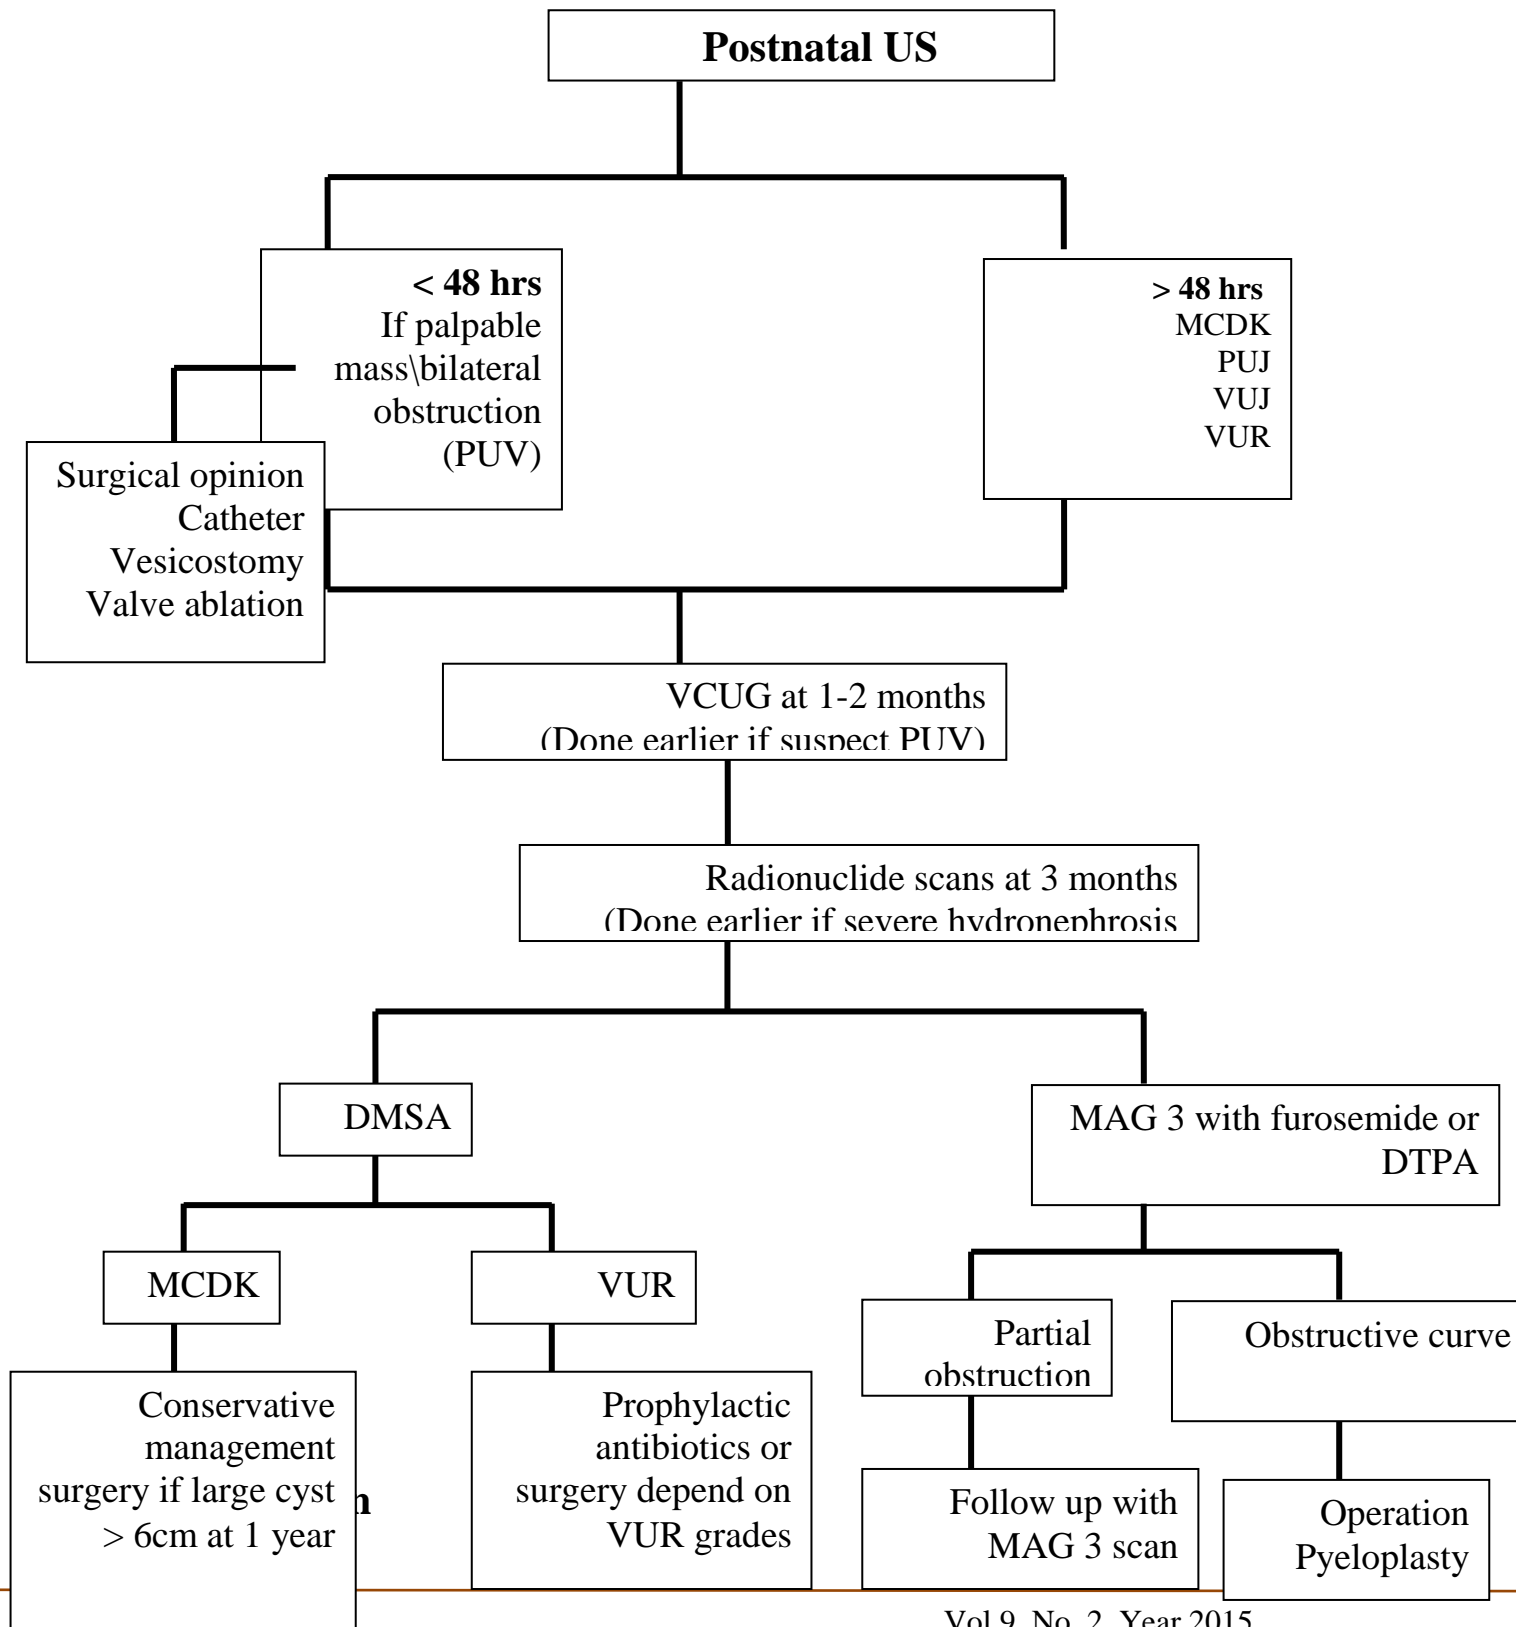 Postnatal US
< 48 hrs
If palpable
mass\bilateral
obstruction
(PUV)
> 48 hrs
MCDK
PUJ
VUJ
VUR
Surgical opinion
Catheter
Vesicostomy
Valve ablation
VCUG at 1-2 months
(Done earlier if suspect PUV)
Radionuclide scans at 3 months
(Done earlier if severe hydronephrosis
DMSA
MAG 3 with furosemide or
DTPA
MCDK
VUR
Partial
obstruction
Obstructive curve
Conservative
management
surgery if large cyst
> 6cm at 1 year
Prophylactic
antibiotics or
surgery depend on
VUR grades
Follow up with
MAG 3 scan
Operation
Pyeloplasty
Vol 9, No. 2, Year 2015